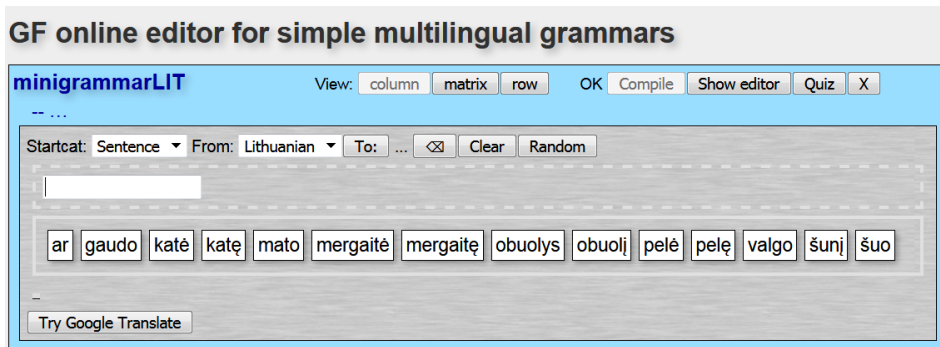 GF online editor for simple multilingual grammars
minigrammarLIT View: column matrix row OK Compile Show editor Quiz X
-- ...
Startcat: Sentence From: Lithuanian To: ... ⌫ Clear Random
ar gaudo katė katę mato mergaitė mergaitę obuolys obuolį pelė pelę valgo šunį šuo
Try Google Translate